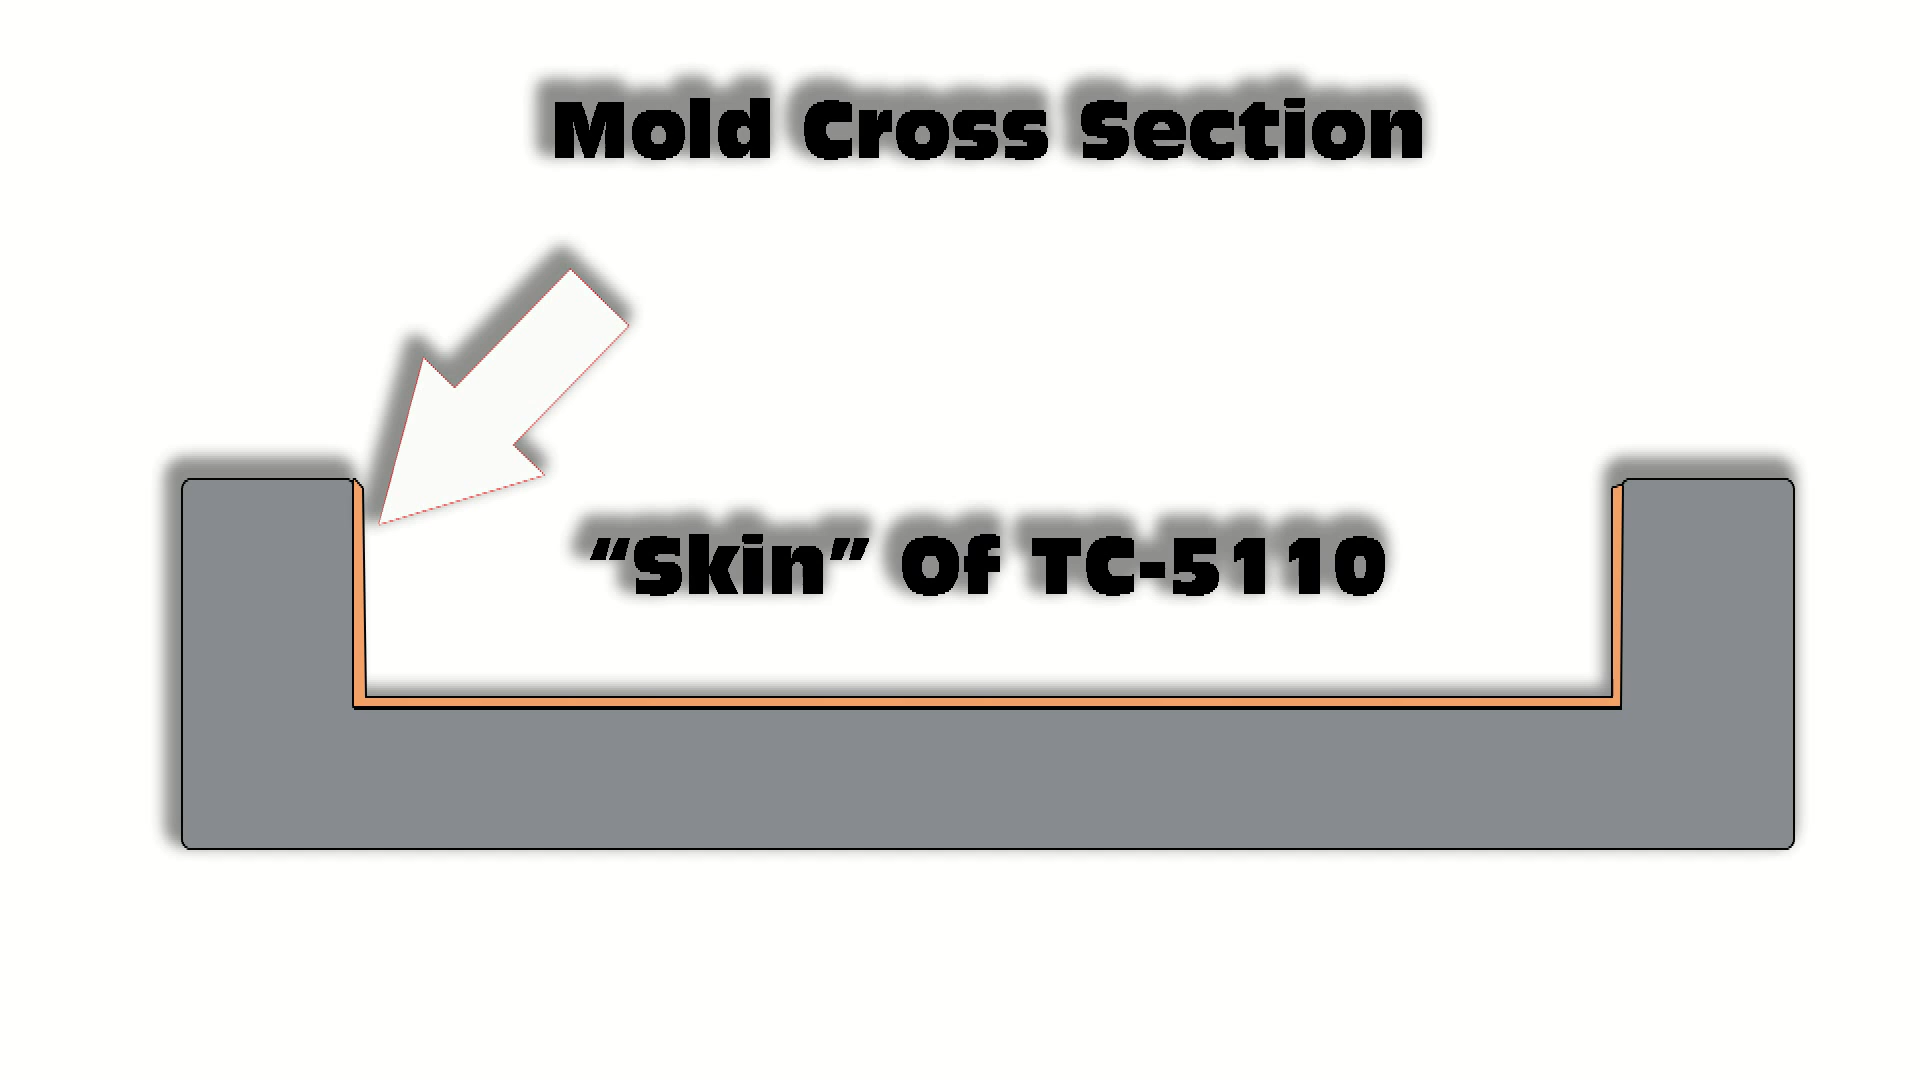 Mold Cross Section
“Skin” Of TC-5110